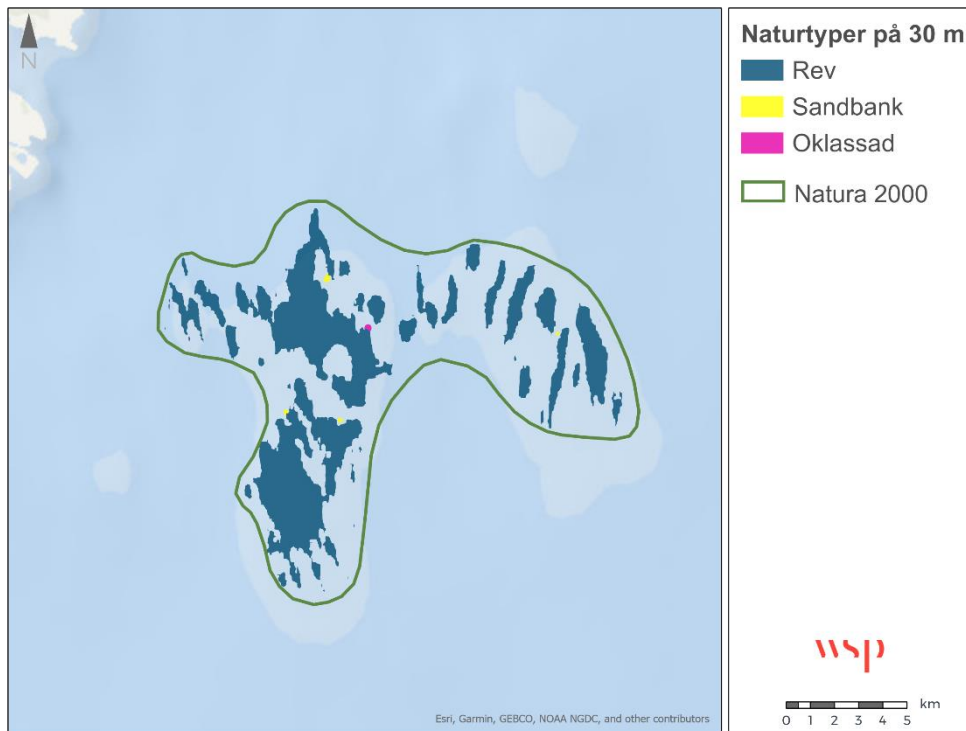 N
Naturtyper på 30 m
Rev
Sandbank
Oklassad
Natura 2000
wsp
km
0 1 2 3 4 5
Esri, Garmin, GEBCO, NOAA NGDC, and other contributors